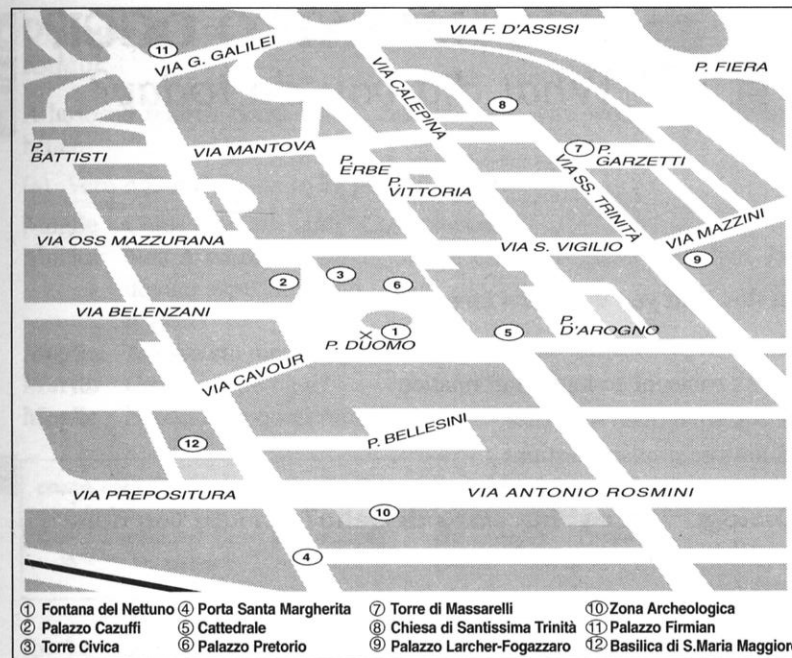 VIA F. D'ASSISI
11
VIA G. GALILEI
P. FIERA
VIA CALEPINA
8
P. BATTISTI
VIA MANTOVA
7
P. GARZETTI
P. ERBE
P. VITTORIA
VIA SS. TRINITÀ
VIA MAZZINI
VIA OSS MAZZURANA
VIA S. VIGILIO
9
2
3
6
VIA BELENZANI
1
5
P. D'AROGNO
P. DUOMO
VIA CAVOUR
P. BELLESINI
12
VIA PREPOSITURA
VIA ANTONIO ROSMINI
10
4
1 Fontana del Nettuno 4 Porta Santa Margherita 7 Torre di Massarelli 10 Zona Archeologica
2 Palazzo Cazuffi 5 Cattedrale 8 Chiesa di Santissima Trinità 11 Palazzo Firmian
3 Torre Civica 6 Palazzo Pretorio 9 Palazzo Larcher-Fogazzaro 12 Basilica di S.Maria Maggiore